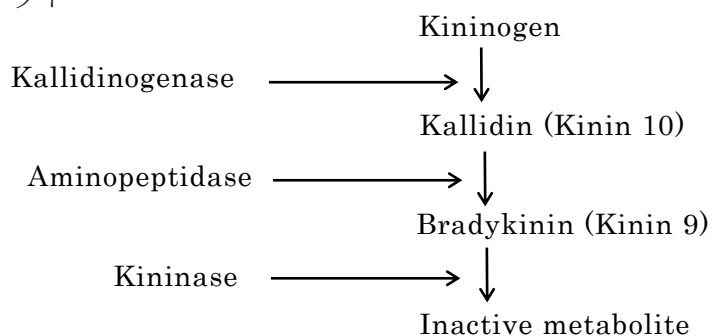 Kininogen
Kallidinogenase
Kallidin (Kinin 10)
Aminopeptidase
Bradykinin (Kinin 9)
Kininase
Inactive metabolite